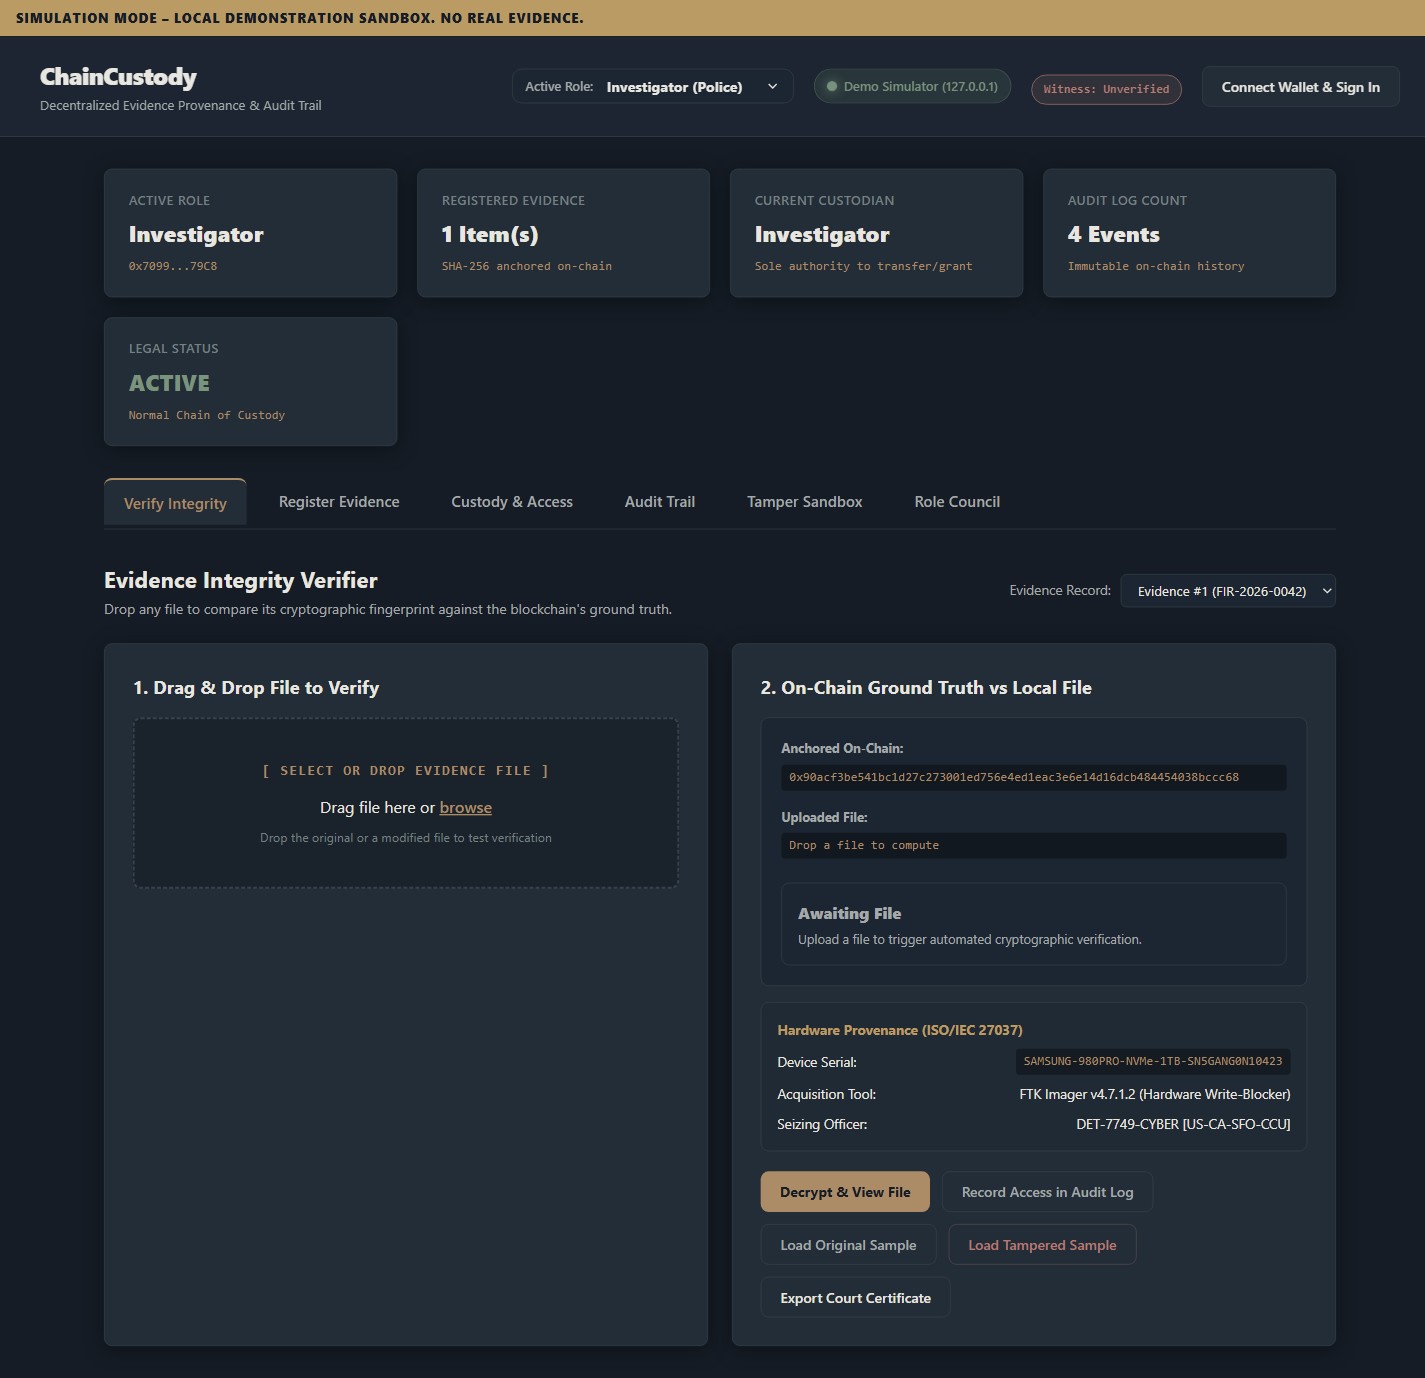 SIMULATION MODE – LOCAL DEMONSTRATION SANDBOX. NO REAL EVIDENCE.
ChainCustody
Decentralized Evidence Provenance & Audit Trail
Active Role: Investigator (Police)
Demo Simulator (127.0.0.1)
Witness: Unverified
Connect Wallet & Sign In
ACTIVE ROLE
Investigator
0x7099...79C8
REGISTERED EVIDENCE
1 Item(s)
SHA-256 anchored on-chain
CURRENT CUSTODIAN
Investigator
Sole authority to transfer/grant
AUDIT LOG COUNT
4 Events
Immutable on-chain history
LEGAL STATUS
ACTIVE
Normal Chain of Custody
Verify Integrity
Register Evidence
Custody & Access
Audit Trail
Tamper Sandbox
Role Council
Evidence Integrity Verifier
Drop any file to compare its cryptographic fingerprint against the blockchain's ground truth.
Evidence Record: Evidence #1 (FIR-2026-0042)
1. Drag & Drop File to Verify
[ SELECT OR DROP EVIDENCE FILE ]
Drag file here or browse
Drop the original or a modified file to test verification
2. On-Chain Ground Truth vs Local File
Anchored On-Chain:
0x90acf3be541bc1d27c273001ed756e4ed1eac3e6e14d16dcb484454038bccc68
Uploaded File:
Drop a file to compute
Awaiting File
Upload a file to trigger automated cryptographic verification.
Hardware Provenance (ISO/IEC 27037)
Device Serial: SAMSUNG-980PRO-NVMe-1TB-SN5GANG0N10423
Acquisition Tool: FTK Imager v4.7.1.2 (Hardware Write-Blocker)
Seizing Officer: DET-7749-CYBER [US-CA-SFO-CCU]
Decrypt & View File
Record Access in Audit Log
Load Original Sample
Load Tampered Sample
Export Court Certificate